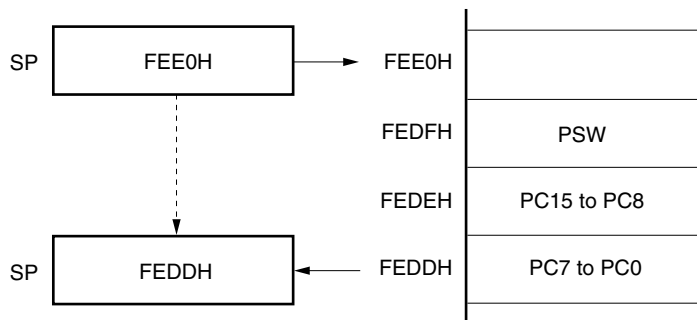 SP FEE0H FEE0H
FEDFH PSW
FEDEH PC15 to PC8
SP FEDDH FEDDH PC7 to PC0